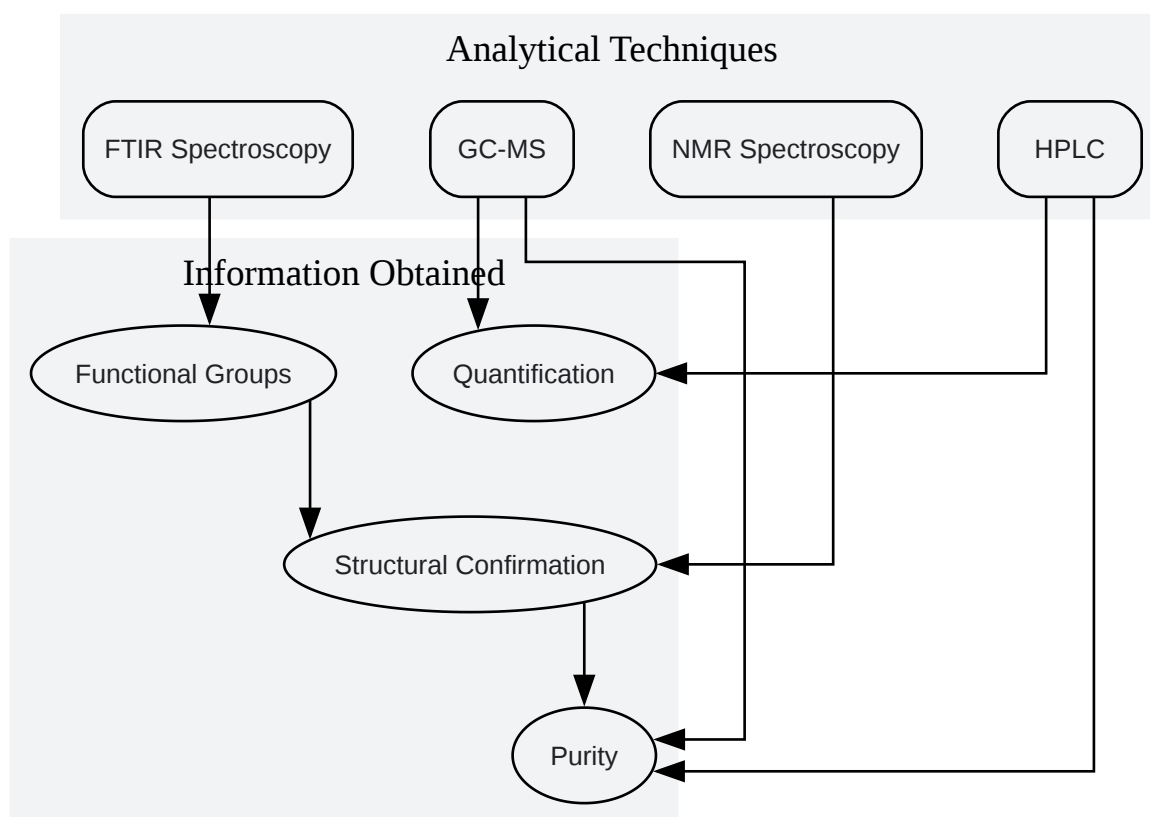 Analytical Techniques
FTIR Spectroscopy
GC-MS
NMR Spectroscopy
HPLC
Information Obtained
Functional Groups
Quantification
Structural Confirmation
Purity